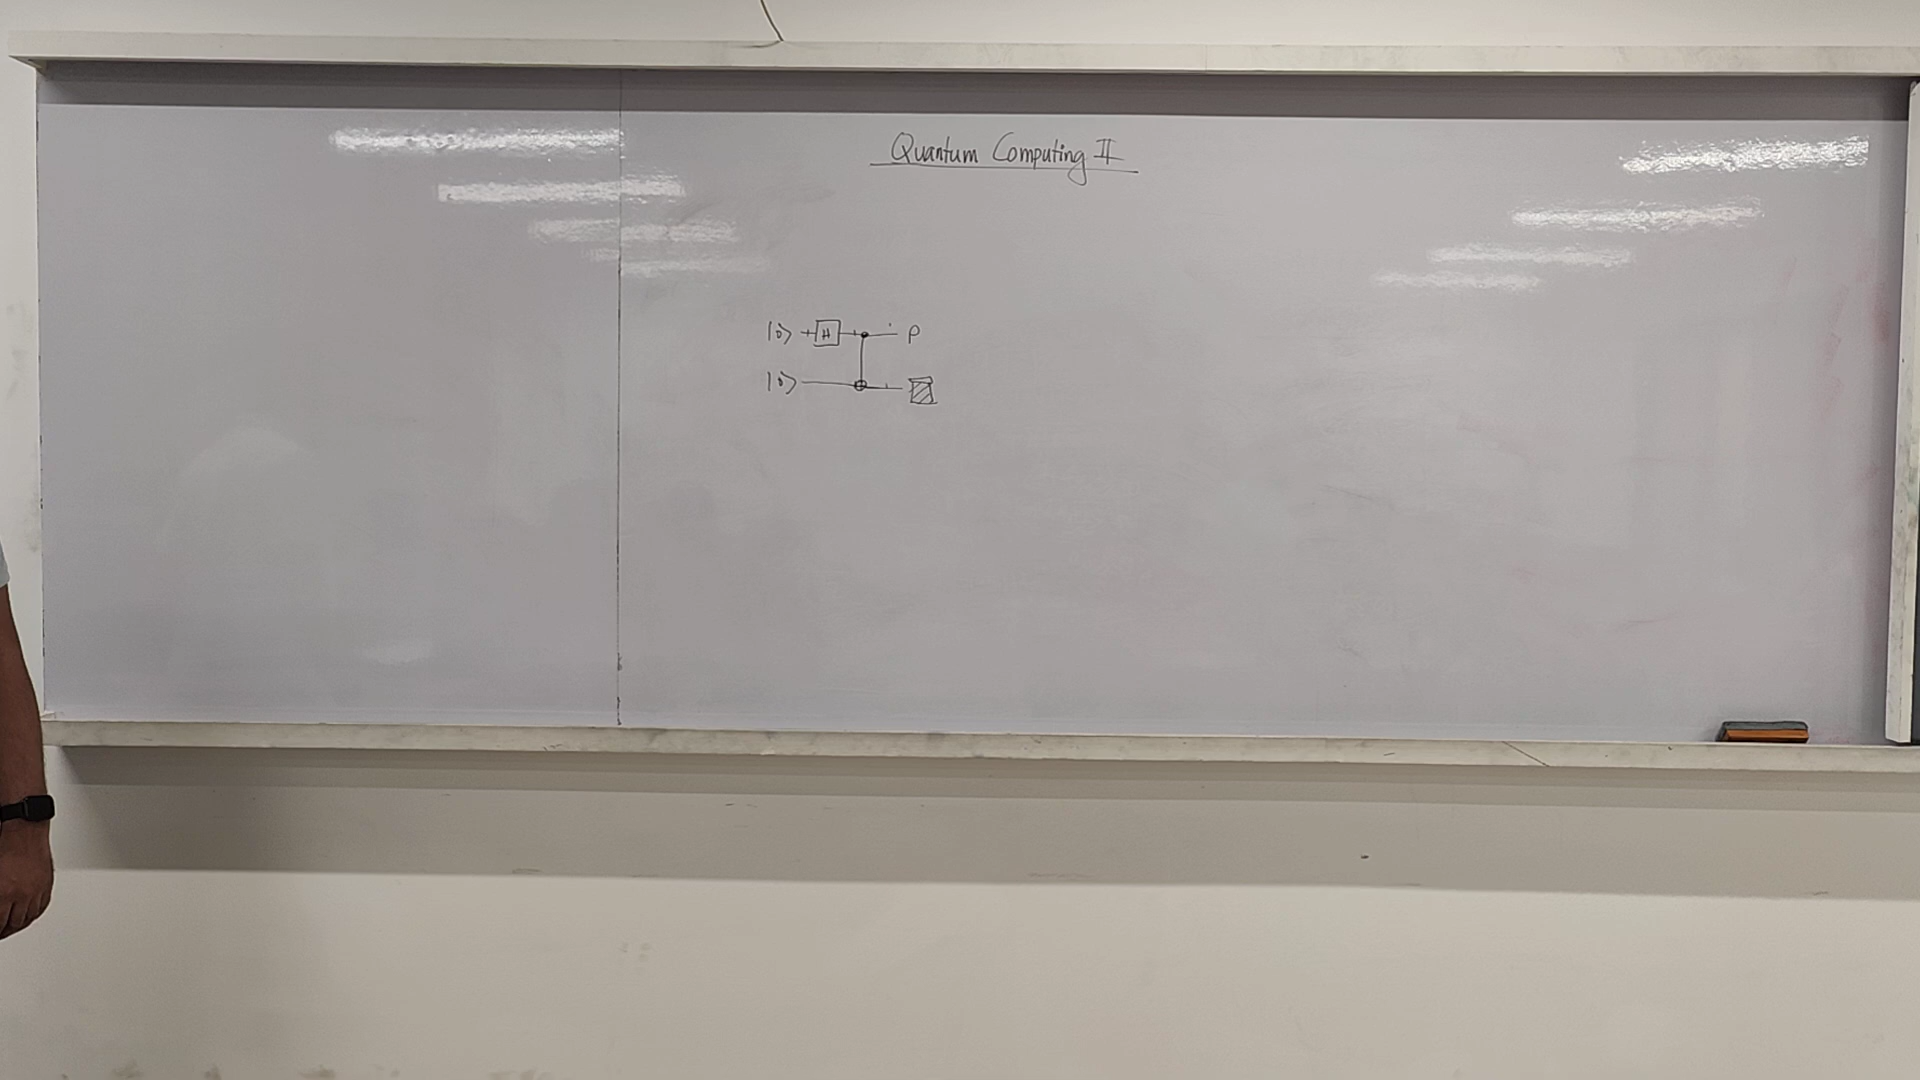 Quantum Computing II
|0⟩ H ρ
|0⟩